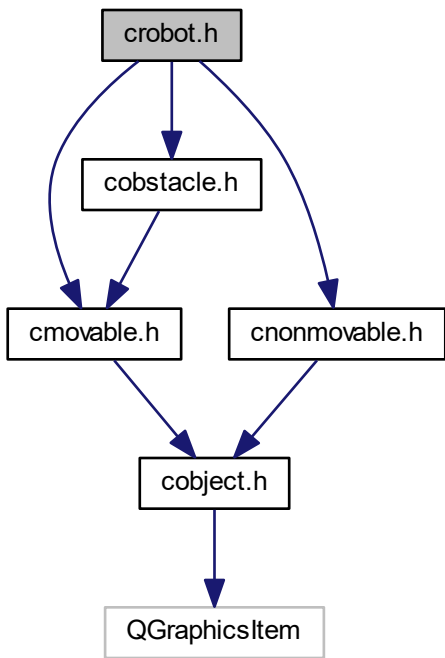 crobot.h
cobstacle.h
cmovable.h
cnonmovable.h
cobject.h
QGraphicsItem